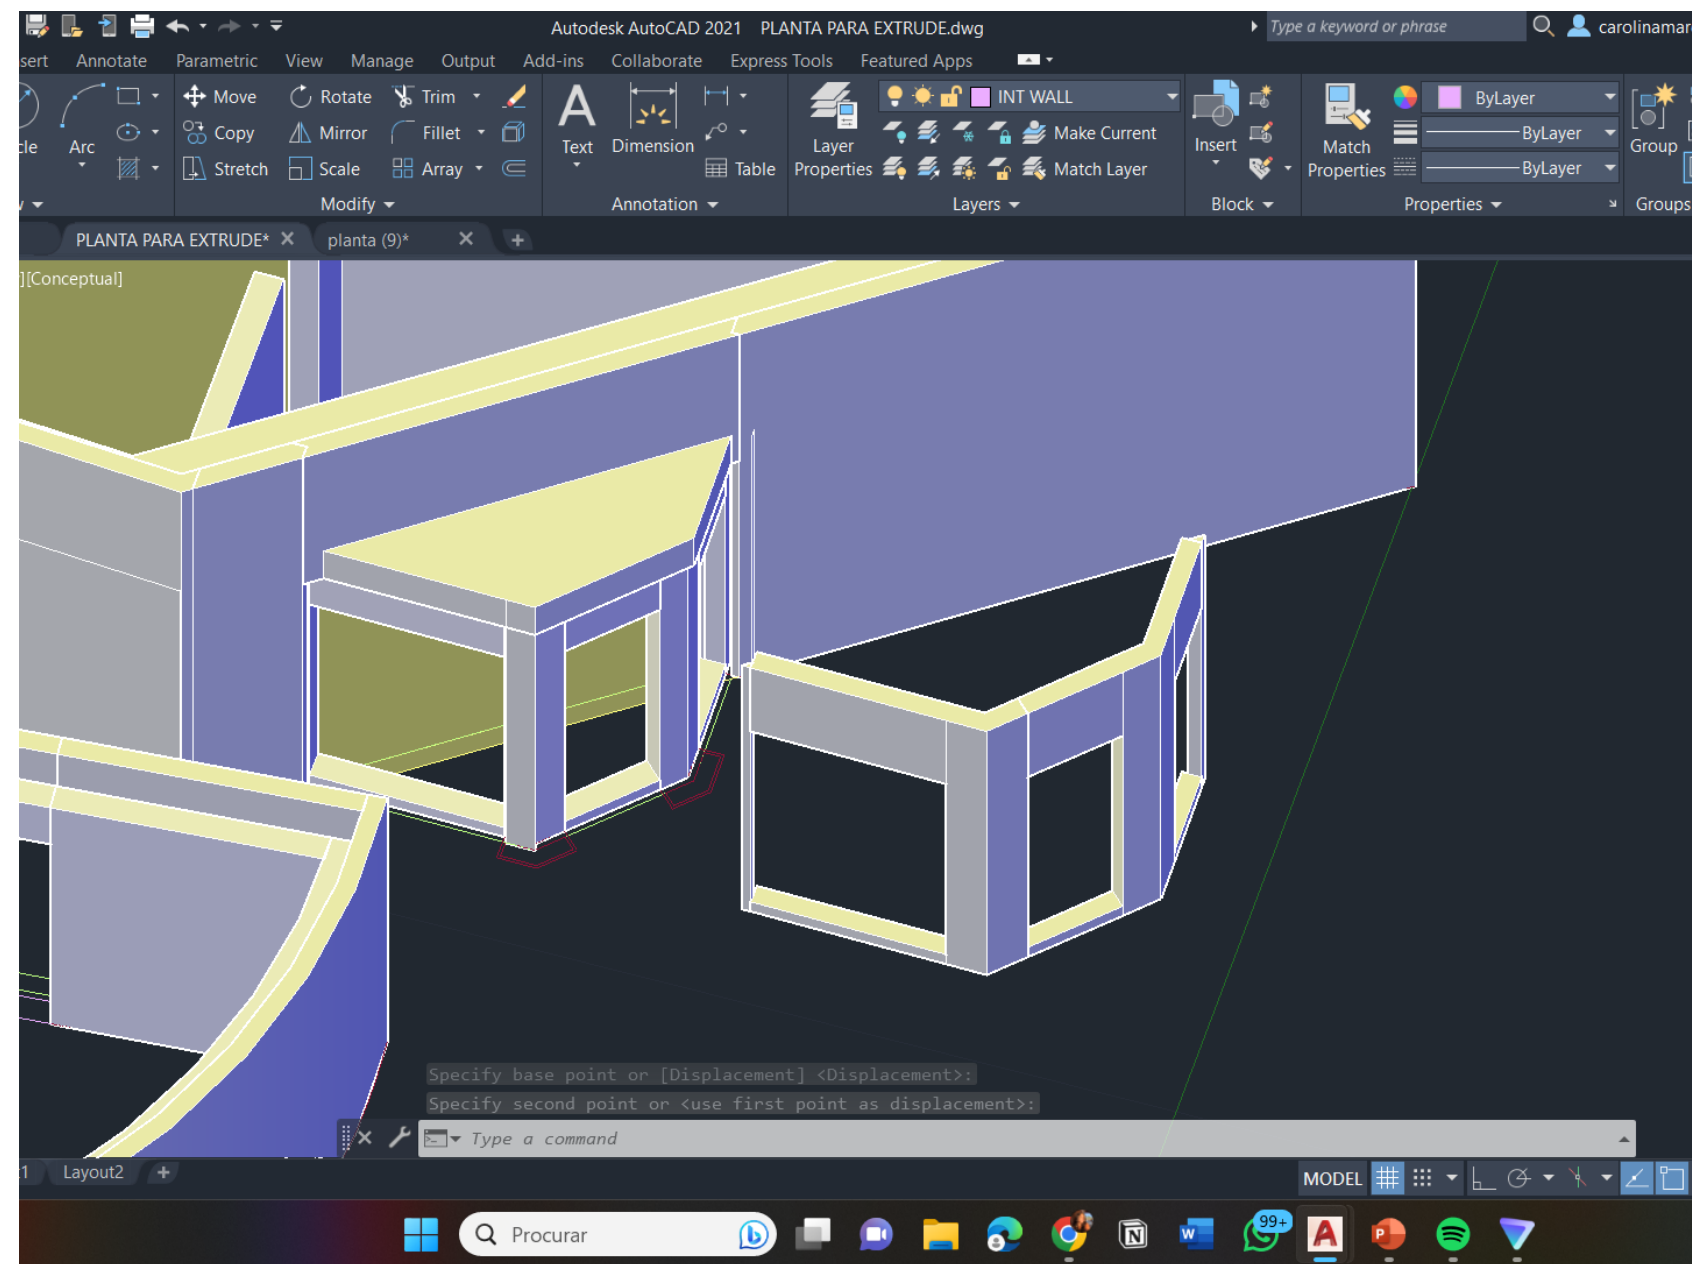 Autodesk AutoCAD 2021 PLANTA PARA EXTRUDE.dwg
Type a keyword or phrase
carolinamar
sert Annotate Parametric View Manage Output Add-ins Collaborate Express Tools Featured Apps
Move Rotate Trim
INT WALL
ByLayer
cle Arc
Copy Mirror Fillet
Text Dimension
Layer Properties
Make Current
Insert
Match Properties
ByLayer
Group
Stretch Scale Array
Table
Match Layer
ByLayer
Modify Annotation Layers Block Properties Groups
PLANTA PARA EXTRUDE* planta (9)*
][Conceptual]
Specify base point or [Displacement] <Displacement>:
Specify second point or <use first point as displacement>:
Type a command
Layout2
MODEL
Procurar
99+